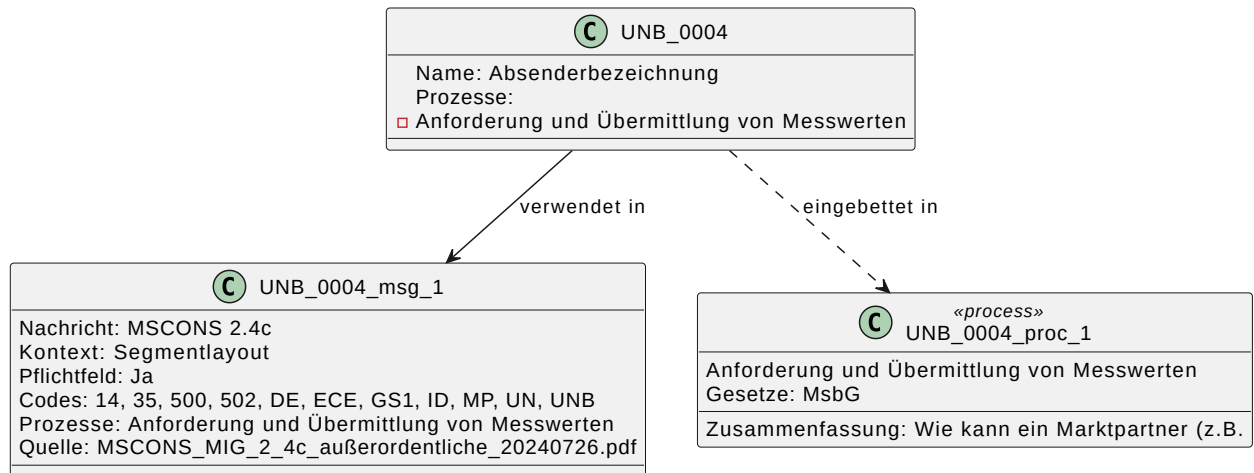 C UNB_0004
Name: Absenderbezeichnung
Prozesse:
Anforderung und Übermittlung von Messwerten
verwendet in
eingebettet in
C UNB_0004_msg_1
Nachricht: MSCONS 2.4c
Kontext: Segmentlayout
Pflichtfeld: Ja
Codes: 14, 35, 500, 502, DE, ECE, GS1, ID, MP, UN, UNB
Prozesse: Anforderung und Übermittlung von Messwerten
Quelle: MSCONS_MIG_2_4c_außerordentliche_20240726.pdf
C «process»
UNB_0004_proc_1
Anforderung und Übermittlung von Messwerten
Gesetze: MsbG
Zusammenfassung: Wie kann ein Marktpartner (z.B.